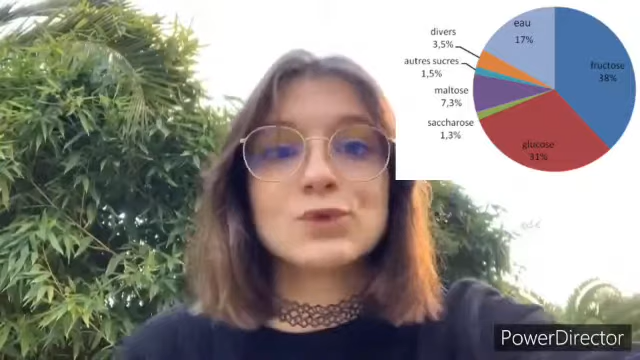 eau
17%
divers
3,5%
autres sucres
1,5%
maltose
7,3%
saccharose
1,3%
fructose
38%
glucose
31%
PowerDirector